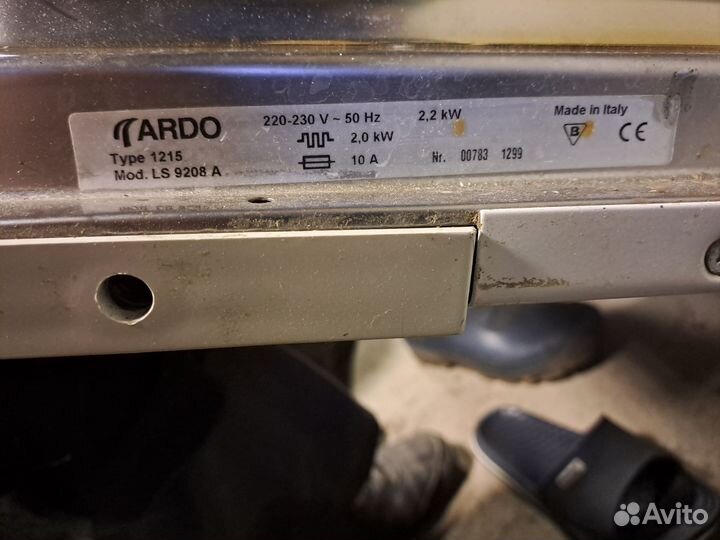 ARDO
Type 1215
Mod. LS 9208 A
220-230 V ~ 50 Hz 2,2 kW
2,0 kW
10 A
Nr. 00783 1299
Made in Italy
B
CE
Avito